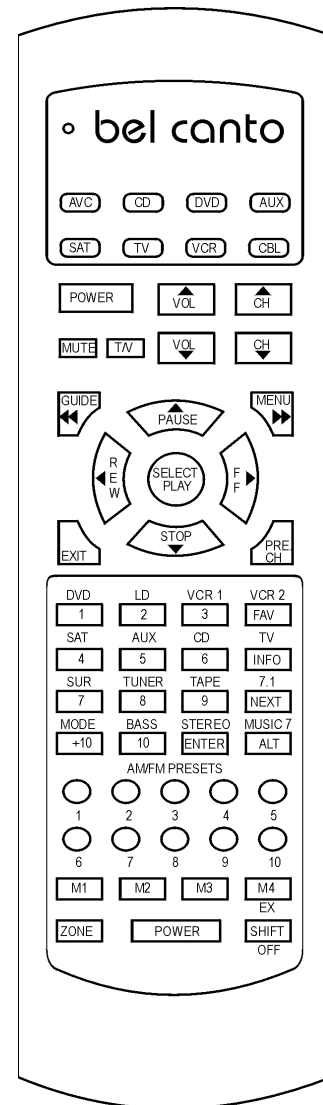 bel canto
AVC CD DVD AUX
SAT TV VCR CBL
POWER VOL CH
MUTE T/V VOL CH
GUIDE MENU
PAUSE
REW SELECT PLAY FF
STOP
EXIT PRE. CH
DVD LD VCR 1 VCR 2
1 2 3 FAV
SAT AUX CD TV
4 5 6 INFO
SUR TUNER TAPE 7.1
7 8 9 NEXT
MODE BASS STEREO MUSIC 7
+10 10 ENTER ALT
AM/FM PRESETS
1 2 3 4 5
6 7 8 9 10
M1 M2 M3 M4
EX
ZONE POWER SHIFT
OFF